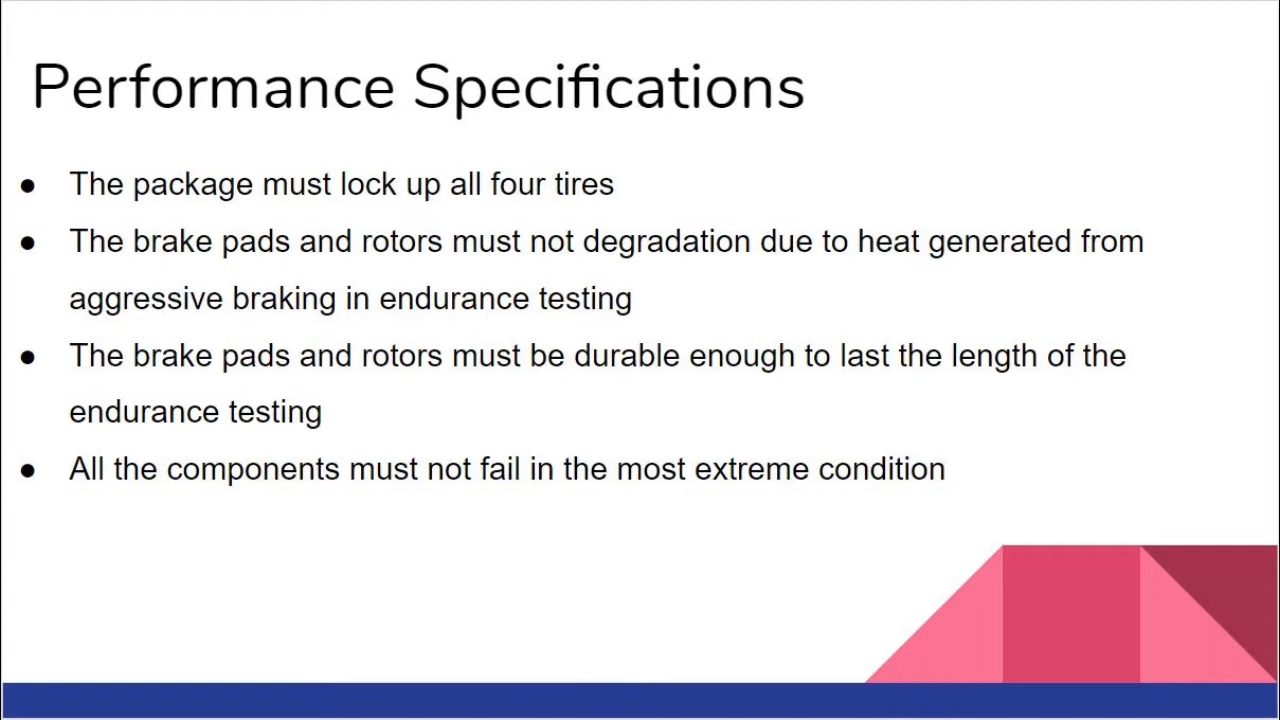 Performance Specifications
● The package must lock up all four tires
● The brake pads and rotors must not degradation due to heat generated from
aggressive braking in endurance testing
● The brake pads and rotors must be durable enough to last the length of the
endurance testing
● All the components must not fail in the most extreme condition